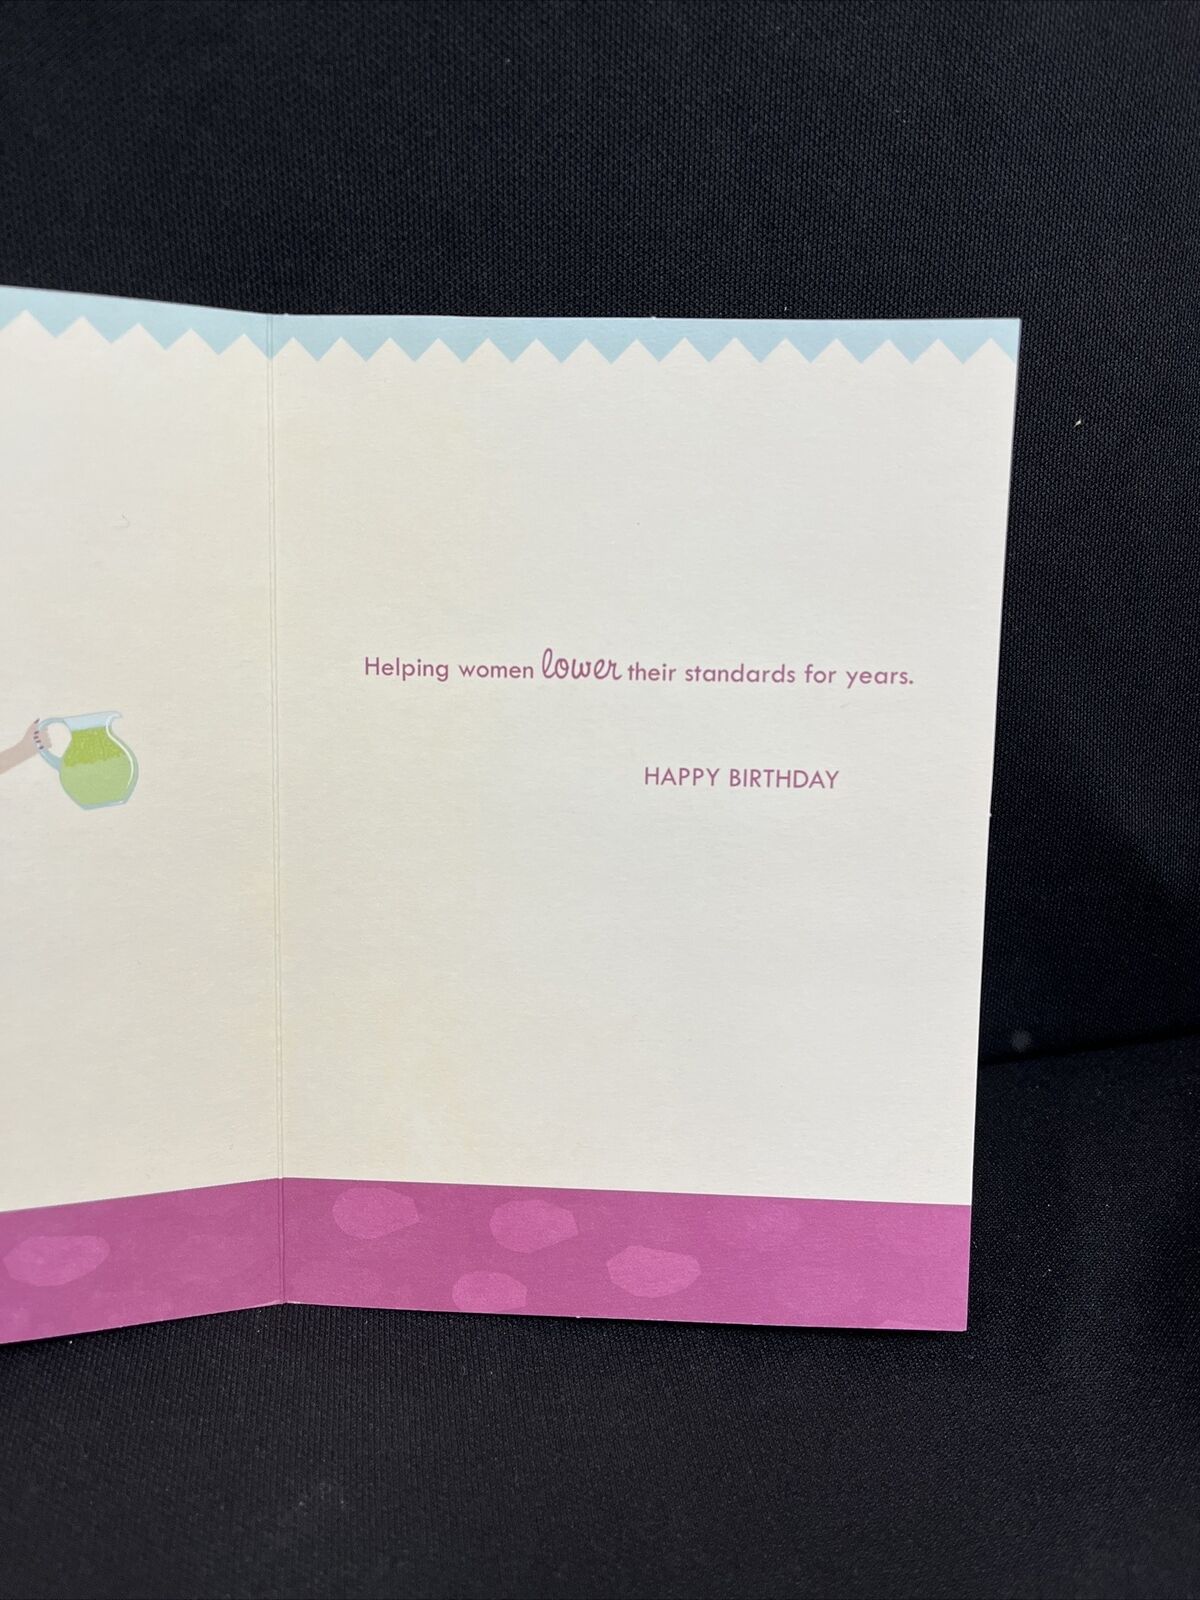 Helping women lower their standards for years.
HAPPY BIRTHDAY